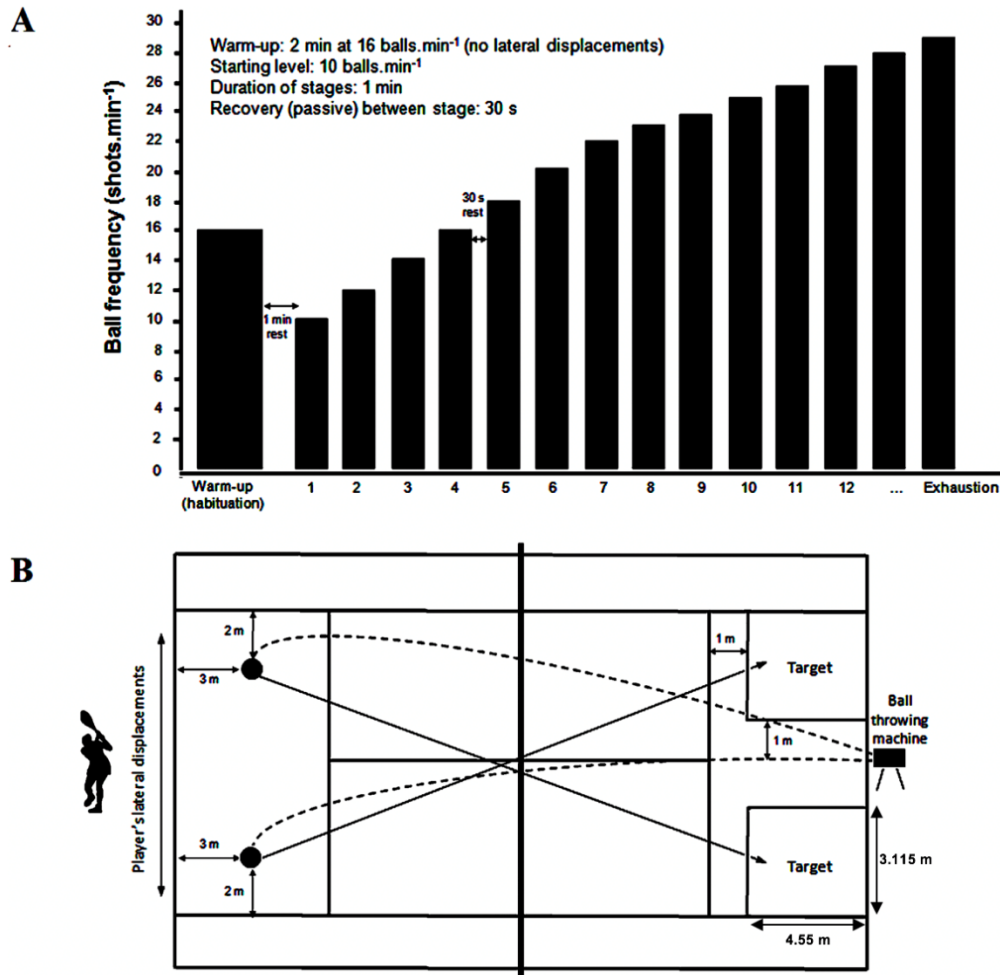 A
Warm-up: 2 min at 16 balls.min⁻¹ (no lateral displacements)
Starting level: 10 balls.min⁻¹
Duration of stages: 1 min
Recovery (passive) between stage: 30 s
Ball frequency (shots.min⁻¹)
30
28
26
24
22
20
18
16
14
12
10
8
6
4
2
0
30 s
rest
1 min
rest
Warm-up
(habituation)
1 2 3 4 5 6 7 8 9 10 11 12 ... Exhaustion
B
Player's lateral displacements
2 m
3 m
3 m
2 m
1 m
Target
1 m
Ball
throwing
machine
Target
3.115 m
4.55 m